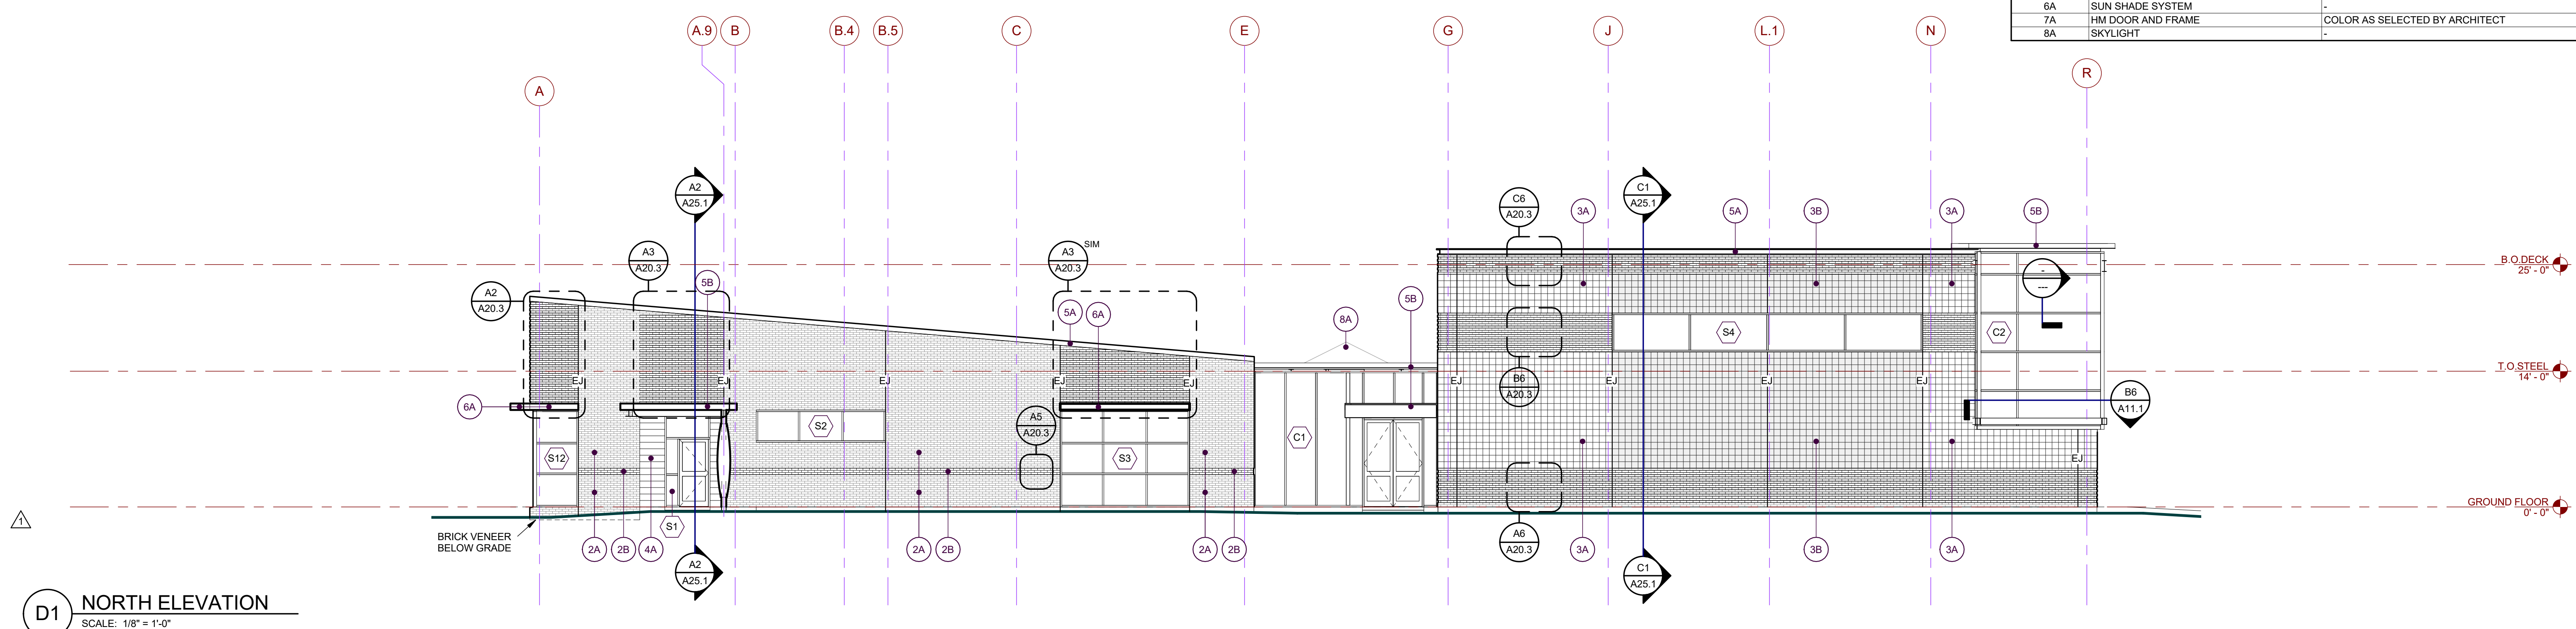 6A SUN SHADE SYSTEM -
7A HM DOOR AND FRAME COLOR AS SELECTED BY ARCHITECT
8A SKYLIGHT -
A.9 B B.4 B.5 C E G J L.1 N
A R
A2
A25.1
C1
A25.1
C6
A20.3
3A 5A 3B 3A 5B
A3
A20.3
A3
A20.3
SIM
B.O.DECK
25' - 0"
-
---
5B
A2
A20.3
5A 6A 8A 5B
S4 C2
T.O.STEEL
14' - 0"
EJ EJ EJ EJ EJ EJ EJ EJ EJ
B6
A20.3
6A
B6
A11.1
A5
A20.3
S2 C1
S12 S3 EJ
GROUND FLOOR
0' - 0"
1
S1
BRICK VENEER
BELOW GRADE
A6
A20.3
2A 2B 4A 2A 2B 2A 2B 3A 3B 3A
A2
A25.1
C1
A25.1
D1 NORTH ELEVATION
SCALE: 1/8" = 1'-0"